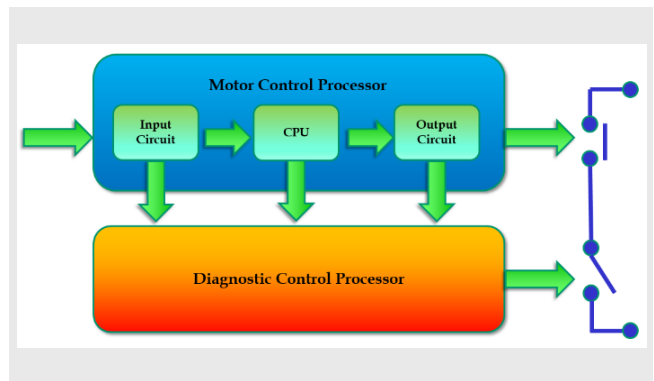 Motor Control Processor
Input
Circuit
CPU
Output
Circuit
Diagnostic Control Processor